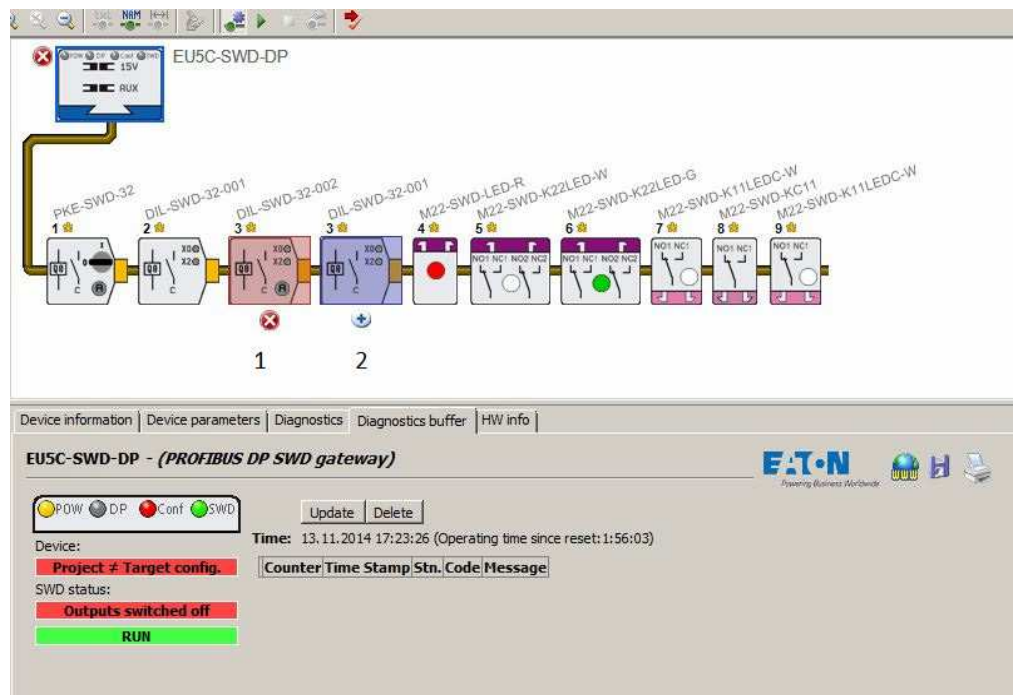 NRM
POW DP Conf SWD
15V
AUX
EU5C-SWD-DP
PKE-SWD-32
DIL-SWD-32-001
DIL-SWD-32-002
DIL-SWD-32-001
M22-SWD-LED-R
M22-SWD-K22LED-W
M22-SWD-K22LED-G
M22-SWD-K11LEDC-W
M22-SWD-KC11
M22-SWD-K11LEDC-W
1 2 3 3 4 5 6 7 8 9
NO1 NC1 NO2 NC2
NO1 NC1 NO2 NC2
NO1 NC1
NO1 NC1
NO1 NC1
1 2
Device information Device parameters Diagnostics Diagnostics buffer HW info
EU5C-SWD-DP - (PROFIBUS DP SWD gateway)
EATON
Powering Business Worldwide
POW DP Conf SWD
Update Delete
Time: 13.11.2014 17:23:26 (Operating time since reset:1:56:03)
Device:
Project ≠ Target config.
Counter Time Stamp Stn. Code Message
SWD status:
Outputs switched off
RUN